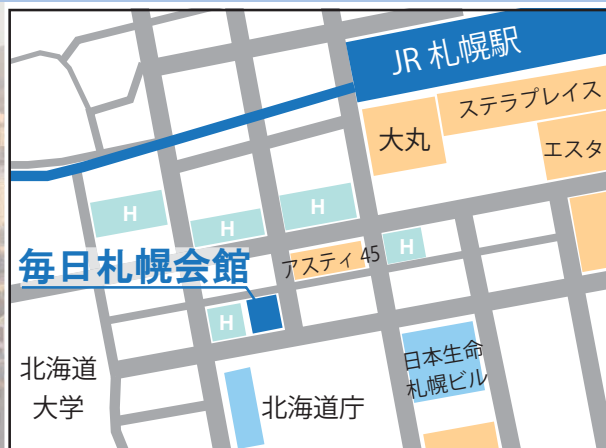 JR 札幌駅
ステラプレイス
大丸
エスタ
H
H
H
H
アスティ 45
毎日札幌会館
H
日本生命
札幌ビル
北海道
大学
北海道庁